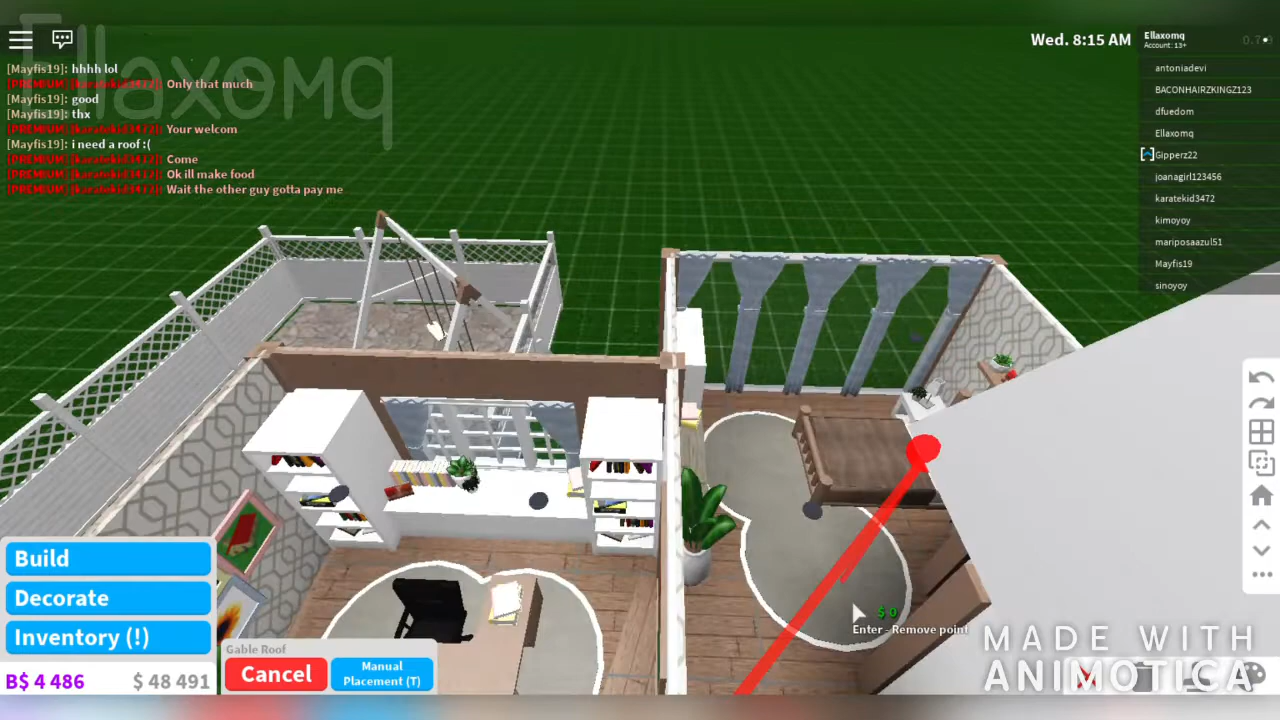 Ellaxomq
Wed. 8:15 AM
Ellaxomq
Account: 13+
[Mayfis19]: hhhh lol
[PREMIUM] [karatekid3472]: Only that much
[Mayfis19]: good
[Mayfis19]: thx
[PREMIUM] [karatekid3472]: Your welcom
[Mayfis19]: i need a roof :(
[PREMIUM] [karatekid3472]: Come
[PREMIUM] [karatekid3472]: Ok ill make food
[PREMIUM] [karatekid3472]: Wait the other guy gotta pay me
antoniadevi
BACONHAIRZKINGZ123
dfuedom
Ellaxomq
Gipperz22
joanagirl123456
karatekid3472
kimoyoy
mariposaazul51
Mayfis19
sinoyoy
$ 0
Enter - Remove point
Build
Decorate
Inventory (!)
B$ 4 486
$ 48 491
Gable Roof
Cancel
Manual
Placement (T)
MADE WITH
ANIMOTICA